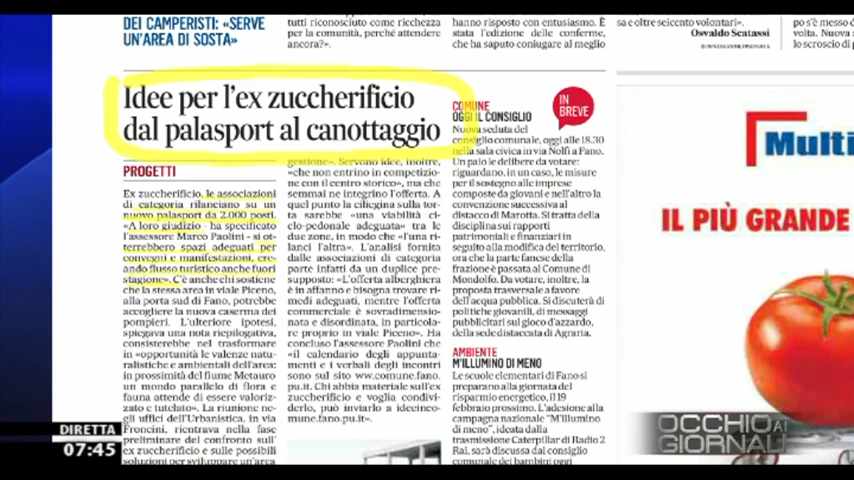 DEI CAMPERISTI: «SERVE
UN'AREA DI SOSTA»
tutti riconosciuto come ricchezza
per la comunità, perché attendere
ancora?».
hanno risposto con entusiasmo. È
stata l'edizione delle conferme,
che ha saputo coniugare al meglio
sa e oltre seicento volontari».
Osvaldo Scatassi
© RIPRODUZIONE RISERVATA
po s'è messo d
volta. Nuova s
lo scroscio di p
Idee per l'ex zuccherificio
dal palasport al canottaggio
PROGETTI
Ex zuccherificio, le associazioni
di categoria rilanciano su un
nuovo palasport da 2.000 posti.
«A loro giudizio - ha specificato
l'assessore Marco Paolini - si ot-
terrebbero spazi adeguati per
convegni e manifestazioni, cre-
ando flusso turistico anche fuori
stagione». C'è anche chi sostiene
che la stessa area in viale Piceno,
alla porta sud di Fano, potrebbe
accogliere la nuova caserma dei
pompieri. L'ulteriore ipotesi,
spiegava una nota riepilogativa,
consisterebbe nel trasformare
in «opportunità le valenze natu-
ralistiche e ambientali dell'area:
in prossimità del fiume Metauro
un mondo parallelo di flora e
fauna attende di essere valoriz-
zato e tutelato». La riunione ne-
gli uffici dell'Urbanistica, in via
Froncini, rientrava nella fase
preliminare del confronto sull'
ex zuccherificio e sulle possibili
soluzioni per sviluppare un'area
gestione». Servono idee, inoltre,
«che non entrino in competizio-
ne con il centro storico», ma che
semmai ne integrino l'offerta. A
quel punto la ciliegina sulla tor-
ta sarebbe «una viabilità ci-
clo-pedonale adeguata» tra le
due zone, in modo che «l'una ri-
lanci l'altra». L'analisi fornita
dalle associazioni di categoria
parte infatti da un duplice pre-
supposto: «L'offerta alberghiera
è in affanno e bisogna trovare ri-
medi adeguati, mentre l'offerta
commerciale è sovradimensio-
nata e disordinata, in particola-
re proprio in viale Piceno». Ha
concluso l'assessore Paolini che
«il calendario degli appunta-
menti e i verbali degli incontri
sono sul sito www.comune.fano.
pu.it. Chi abbia materiale sull'ex
zuccherificio e voglia condivi-
derlo, può inviarlo a ideecinco-
mune.fano.pu.it».
COMUNE
OGGI IL CONSIGLIO
IN
BREVE
Nuova seduta del
consiglio comunale, oggi alle 18.30
nella sala civica in via Nolfi a Fano.
Un paio le delibere da votare:
riguardano, in un caso, le misure
per il sostegno alle imprese
composte da giovani e nell'altro la
convenzione successiva al
distacco di Marotta. Si tratta della
disciplina sui rapporti
patrimoniali e finanziari in
seguito alla modifica del territorio,
ora che la parte fanese della
frazione è passata al Comune di
Mondolfo. Da votare, inoltre, la
proposta trasversale a favore
dell'acqua pubblica. Si discuterà di
politiche giovanili, di messaggi
pubblicitari sul gioco d'azzardo,
della sede distaccata di Agraria.
AMBIENTE
M'ILLUMINO DI MENO
Le scuole elementari di Fano si
preparano alla giornata del
risparmio energetico, il 19
febbraio prossimo. L'adesione alla
campagna nazionale "M'illumino
di meno", ideata dalla
trasmissione Caterpillar di Radio 2
Rai, sarà discussa dal consiglio
comunale dei bambini oggi
Multi
IL PIÙ GRANDE
OCCHIO AI
GIORNALI
DIRETTA
07:45